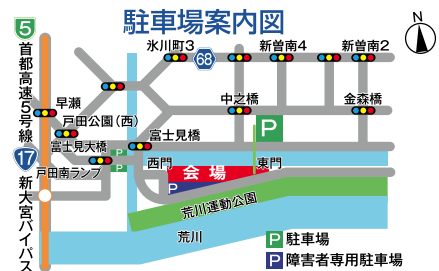 駐車場案内図
N
5
首都高速5号線
17
新大宮バイパス
氷川町3
68
新曽南4
新曽南2
早瀬
戸田公園(西)
中之橋
金森橋
富士見橋
富士見大橋
戸田南ランプ
P
P
P
西門
会場
東門
P
荒川運動公園
荒川
P 駐車場
P 障害者専用駐車場